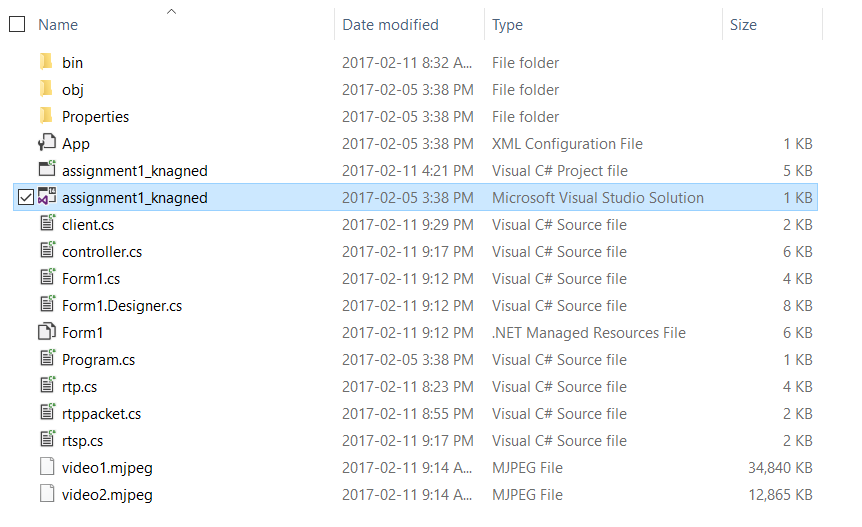 Name Date modified Type Size
bin 2017-02-11 8:32 A... File folder
obj 2017-02-05 3:38 PM File folder
Properties 2017-02-05 3:38 PM File folder
App 2017-02-05 3:38 PM XML Configuration File 1 KB
assignment1_knagned 2017-02-11 4:21 PM Visual C# Project file 5 KB
assignment1_knagned 2017-02-05 3:38 PM Microsoft Visual Studio Solution 1 KB
client.cs 2017-02-11 9:29 PM Visual C# Source file 2 KB
controller.cs 2017-02-11 9:17 PM Visual C# Source file 6 KB
Form1.cs 2017-02-11 9:12 PM Visual C# Source file 4 KB
Form1.Designer.cs 2017-02-11 9:12 PM Visual C# Source file 8 KB
Form1 2017-02-11 9:12 PM .NET Managed Resources File 6 KB
Program.cs 2017-02-05 3:38 PM Visual C# Source file 1 KB
rtp.cs 2017-02-11 8:23 PM Visual C# Source file 4 KB
rtppacket.cs 2017-02-11 8:55 PM Visual C# Source file 2 KB
rtsp.cs 2017-02-11 9:17 PM Visual C# Source file 2 KB
video1.mjpeg 2017-02-11 9:14 A... MJPEG File 34,840 KB
video2.mjpeg 2017-02-11 9:14 A... MJPEG File 12,865 KB